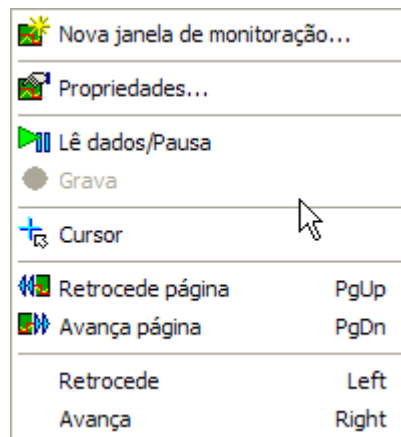 Nova janela de monitoração...
Propriedades...
Lê dados/Pausa
Grava
Cursor
Retrocede página PgUp
Avança página PgDn
Retrocede Left
Avança Right